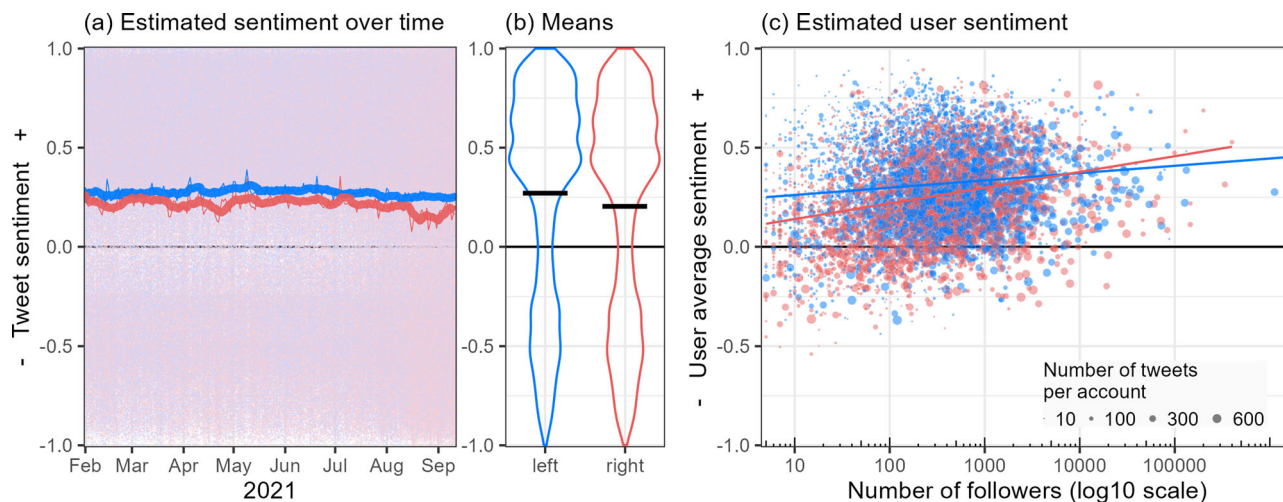 (a) Estimated sentiment over time
- Tweet sentiment +
1.0
0.5
0.0
-0.5
-1.0
Feb Mar Apr May Jun Jul Aug Sep
2021
(b) Means
1.0
0.5
0.0
-0.5
-1.0
left right
(c) Estimated user sentiment
- User average sentiment +
1.0
0.5
0.0
-0.5
-1.0
Number of tweets
per account
10 100 300 600
10 100 1000 10000 100000
Number of followers (log10 scale)